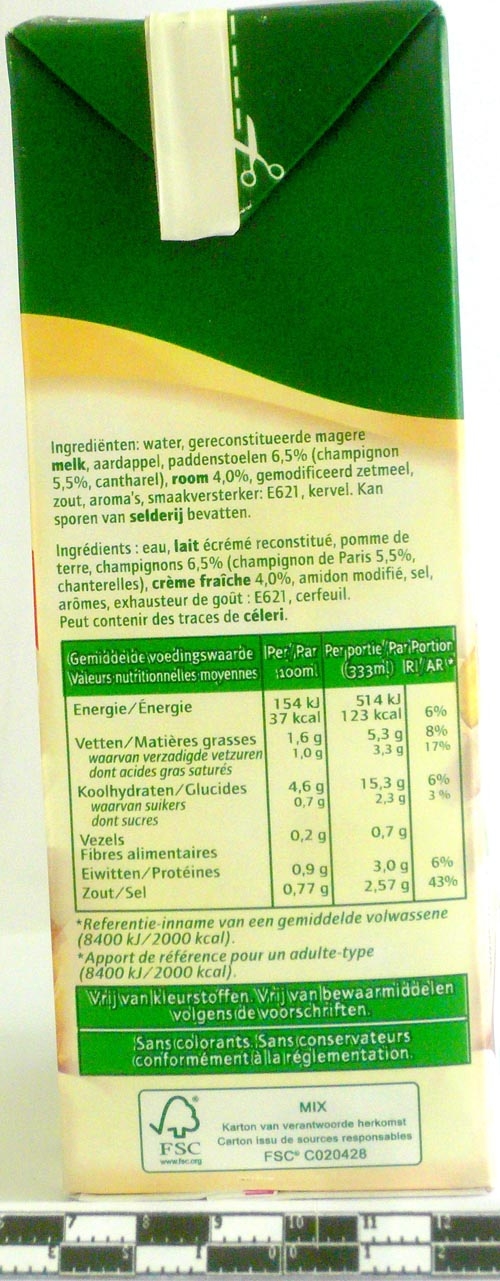 Ingrediënten: water, gereconstitueerde magere
melk, aardappel, paddenstoelen 6,5% (champignon
5,5%, cantharel), room 4,0%, gemodificeerd zetmeel,
zout, aroma's, smaakversterker: E621, kervel. Kan
sporen van selderij bevatten.
Ingrédients : eau, lait écrémé reconstitué, pomme de
terre, champignons 6,5% (champignon de Paris 5,5%,
chanterelles), crème fraîche 4,0%, amidon modifié, sel,
arômes, exhausteur de goût : E621, cerfeuil.
Peut contenir des traces de céleri.
Gemiddelde voedingswaarde Per/Par Per portie/Par Portion
Valeurs nutritionnelles moyennes 100ml (333ml) IRI/ARI*
Energie/Énergie 154 kJ 514 kJ
37 kcal 123 kcal 6%
Vetten/Matières grasses 1,6 g 5,3 g 8%
waarvan verzadigde vetzuren 1,0 g 3,3 g 17%
dont acides gras saturés
Koolhydraten/Glucides 4,6 g 15,3 g 6%
waarvan suikers 0,7 g 2,3 g 3%
dont sucres
Vezels 0,2 g 0,7 g
Fibres alimentaires
Eiwitten/Protéines 0,9 g 3,0 g 6%
Zout/Sel 0,77 g 2,57 g 43%
*Referentie-inname van een gemiddelde volwassene
(8400 kJ/2000 kcal).
*Apport de référence pour un adulte-type
(8400 kJ/2000 kcal).
Vrij van kleurstoffen. Vrij van bewaarmiddelen
volgens de voorschriften.
Sans colorants. Sans conservateurs
(conformément à la réglementation.
FSC®
www.fsc.org
MIX
Karton van verantwoorde herkomst
Carton issu de sources responsables
FSC® C020428
7 8 9 10 11 12